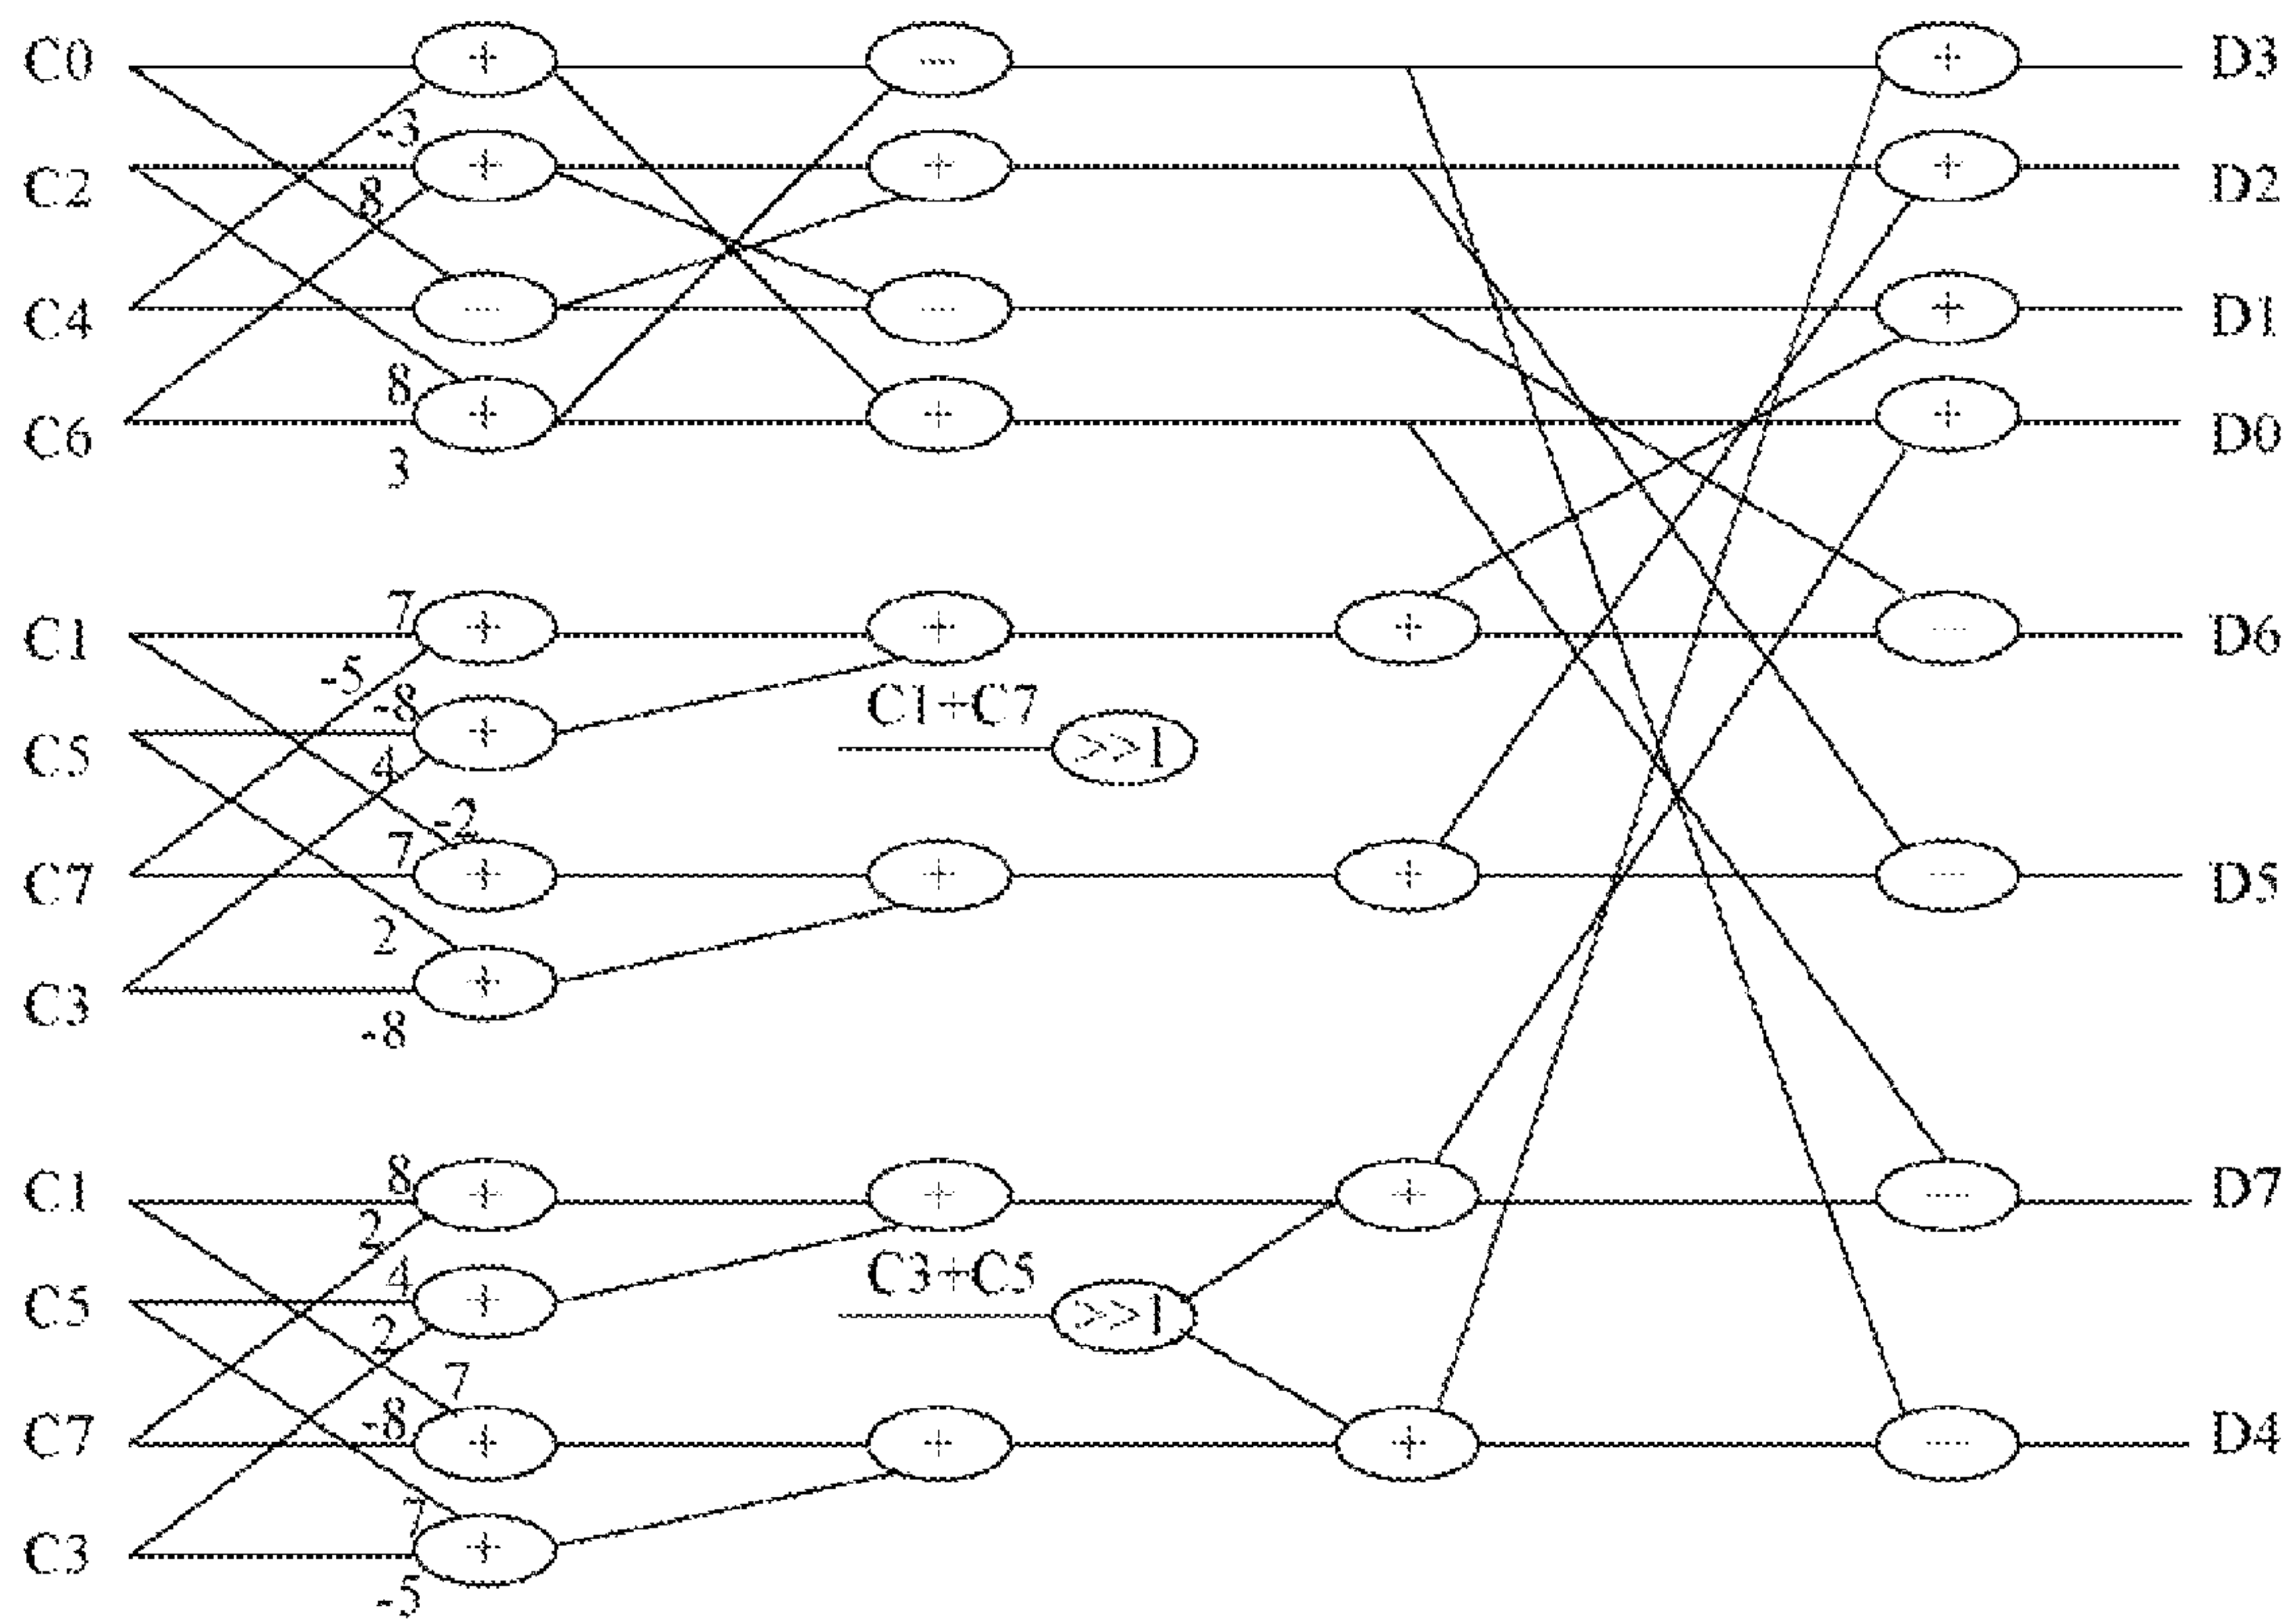 C0 + .... + D3
-3
C2 + + + D2
8
C4 .... .... + D1
8
C6 + + + D0
3
C1 7 + + + .... D6
-5
-8
C5 + C1+C7 >>1
4
-2
C7 7 + + + .... D5
2
C3 +
-8
C1 8 + + + ..... D7
2
4
C5 + C3+C5 >>1
2
7
C7 -8 + + + ..... D4
7
C3 +
-5